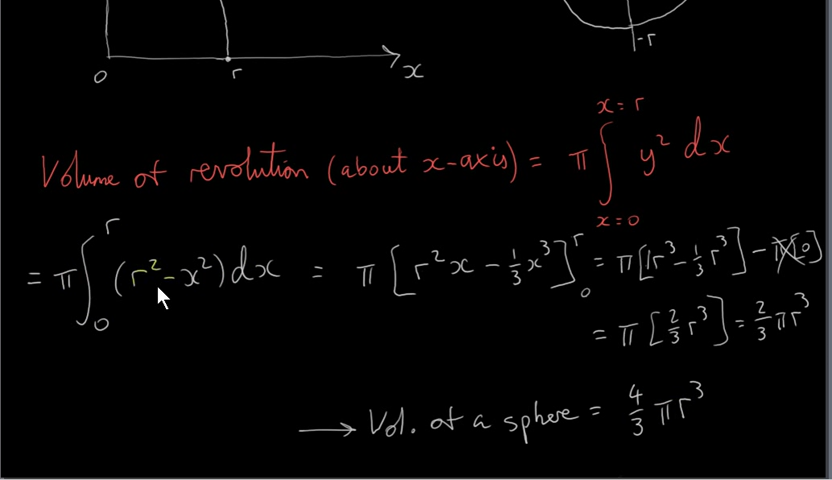 -r
0 r x
x=r
Volume of revolution (about x-axis) = π ∫ y² dx
x=0
= π ∫₀ʳ (r²-x²)dx = π [r²x - ⅓x³]₀ʳ = π[1r³-⅓r³] - π[0]
= π[⅔r³] = ⅔πr³
→ Vol. of a sphere = 4/3 πr³